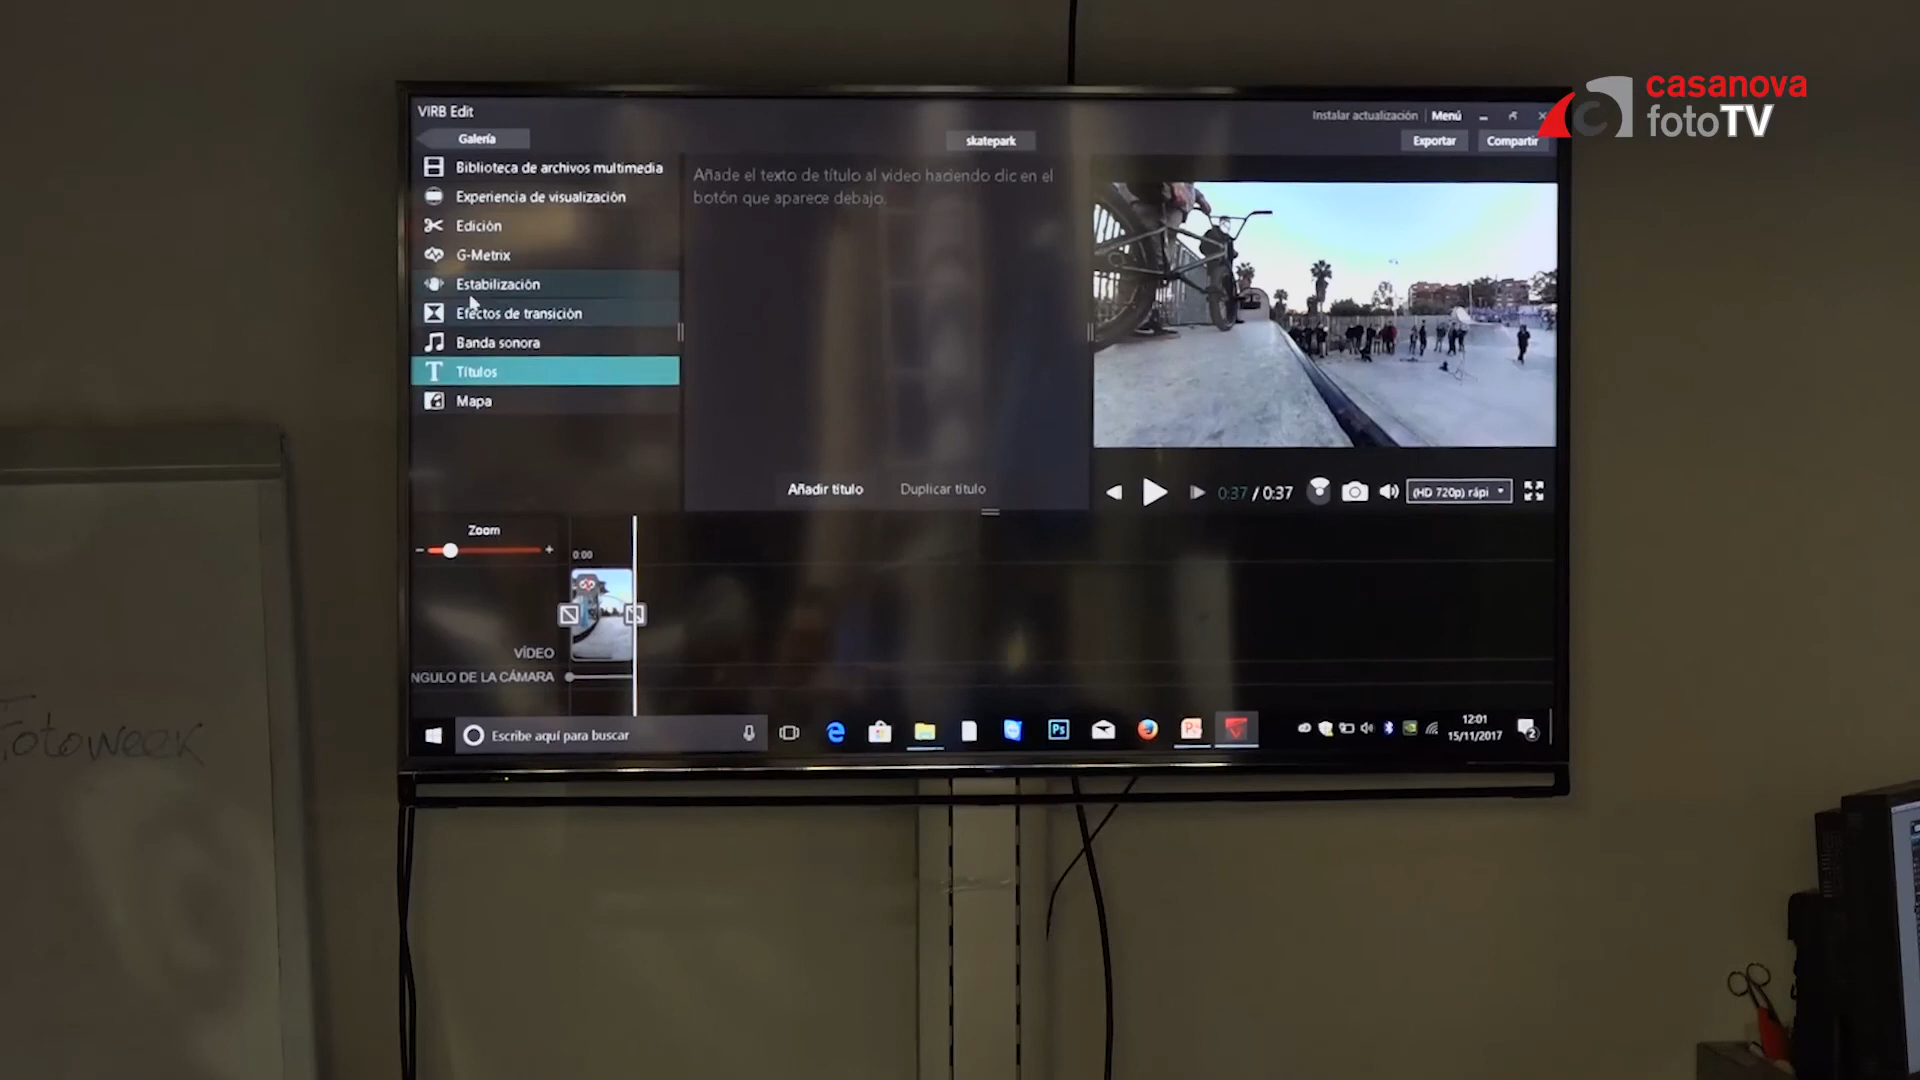 casanova
fotoTV
VIRB Edit
Instalar actualización
Menú
Galería
skatepark
Exportar
Compartir
Biblioteca de archivos multimedia
Experiencia de visualización
Edición
G-Metrix
Estabilización
Efectos de transición
Banda sonora
Títulos
Mapa
Añade el texto de título al video haciendo clic en el
botón que aparece debajo.
Añadir título
Duplicar título
0:37 / 0:37
(HD 720p) rápi
Zoom
0:00
VÍDEO
NGULO DE LA CÁMARA
Escribe aquí para buscar
Ps
12:01
15/11/2017
2
Fotoweek